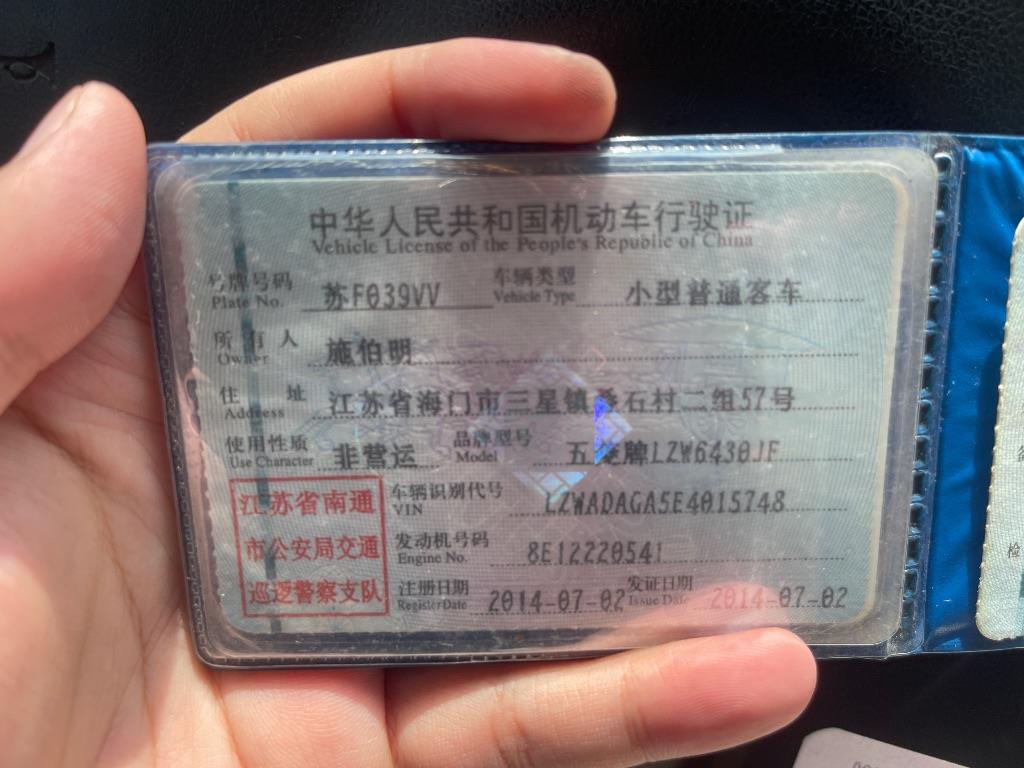 中华人民共和国机动车行驶证
Vehicle License of the People's Republic of China
号牌号码 苏F039VV 车辆类型 小型普通客车
Plate No. Vehicle Type
所有人 施伯明
Owner
住址 江苏省海门市三星镇叠石村二组57号
Address
使用性质 非营运 品牌型号 五菱牌LZW6430JF
Use Character Model
江苏省南通
市公安局交通
巡逻警察支队
车辆识别代号 LZWADAGA5E4015748
VIN
发动机号码 8E12220541
Engine No.
注册日期 2014-07-02 发证日期 2014-07-02
Register Date Issue Date
检